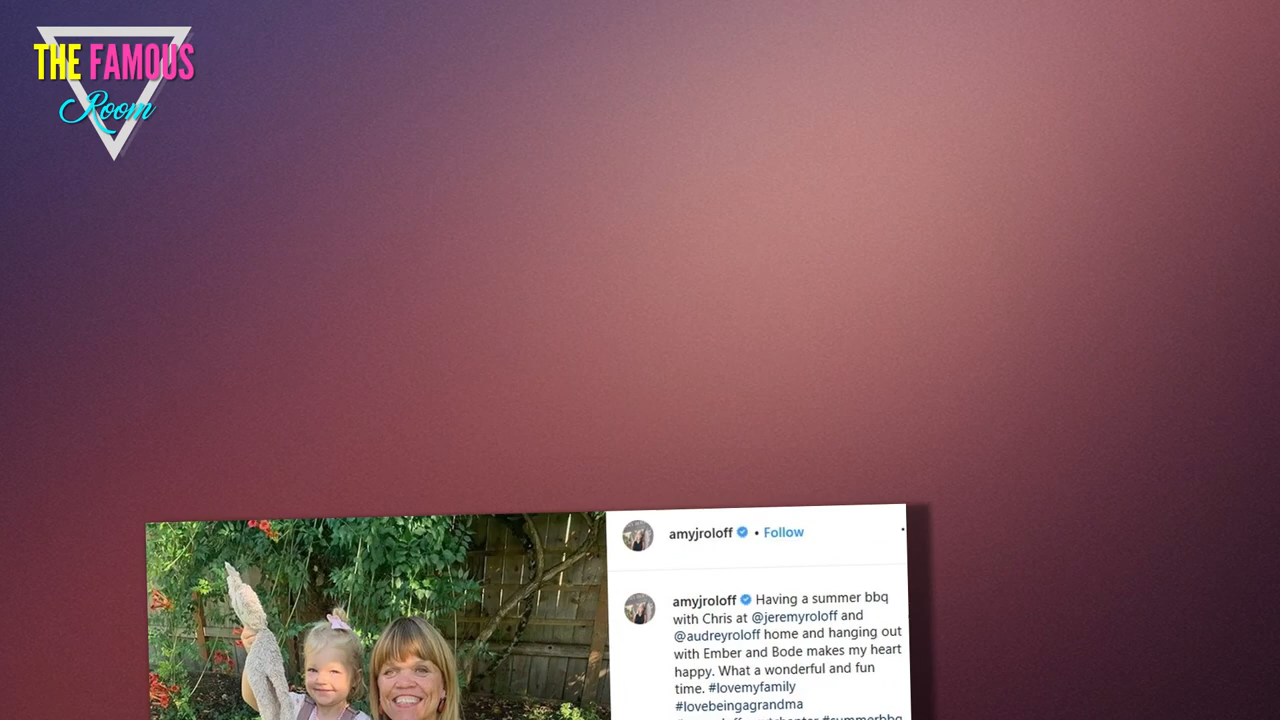 THE FAMOUS
Room
amyjroloff • Follow
amyjroloff Having a summer bbq
with Chris at @jeremyroloff and
@audreyroloff home and hanging out
with Ember and Bode makes my heart
happy. What a wonderful and fun
time. #lovemyfamily
#lovebeingagrandma
#summerbbq